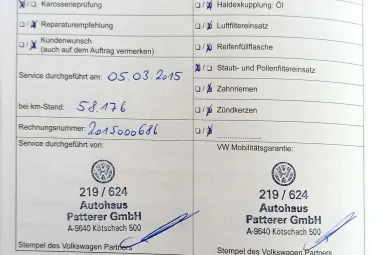 Karosserieprüfung
Haldexkupplung: Öl
Reparaturempfehlung
Luftfiltereinsatz
Kundenwunsch
(auch auf dem Auftrag vermerken)
Reifenfüllflasche
Service durchgeführt am: 05.03.2015
Staub- und Pollenfiltereinsatz
Zahnriemen
bei km-Stand: 58.176
Zündkerzen
Rechnungsnummer: 2015000686
Service durchgeführt von:
VW Mobilitätsgarantie:
219 / 624
Autohaus
Patterer GmbH
A-9640 Kötschach 500
219 / 624
Autohaus
Patterer GmbH
A-9640 Kötschach 500
Stempel des Volkswagen Partners
Stempel des Volkswagen Partners